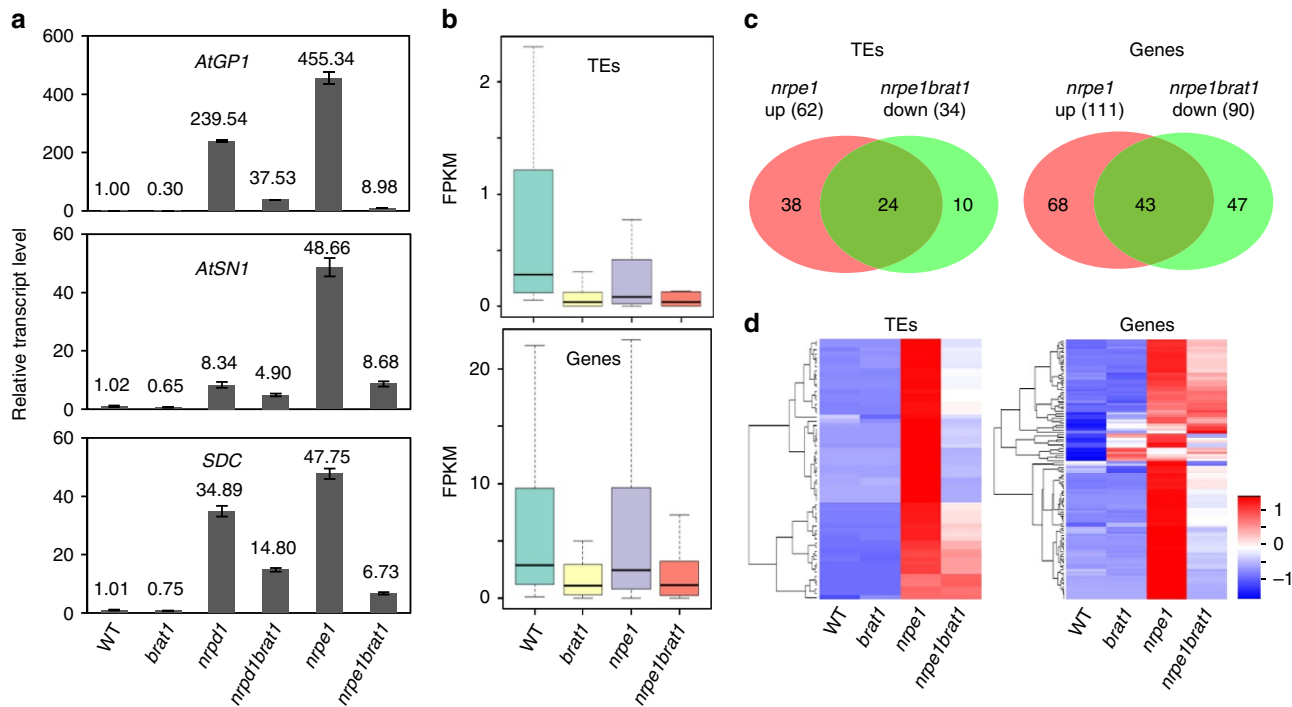 a
Relative transcript level
600
400
200
0
AtGP1
1.00
0.30
239.54
37.53
455.34
8.98
60
40
20
0
AtSN1
1.02
0.65
8.34
4.90
48.66
8.68
60
40
20
0
SDC
1.01
0.75
34.89
14.80
47.75
6.73
WT
brat1
nrpd1
nrpd1brat1
nrpe1
nrpe1brat1
b
TEs
FPKM
2
1
0
Genes
FPKM
20
10
0
WT
brat1
nrpe1
nrpe1brat1
c
TEs
nrpe1
up (62)
nrpe1brat1
down (34)
38
24
10
Genes
nrpe1
up (111)
nrpe1brat1
down (90)
68
43
47
d
TEs
WT
brat1
nrpe1
nrpe1brat1
Genes
WT
brat1
nrpe1
nrpe1brat1
1
0
−1